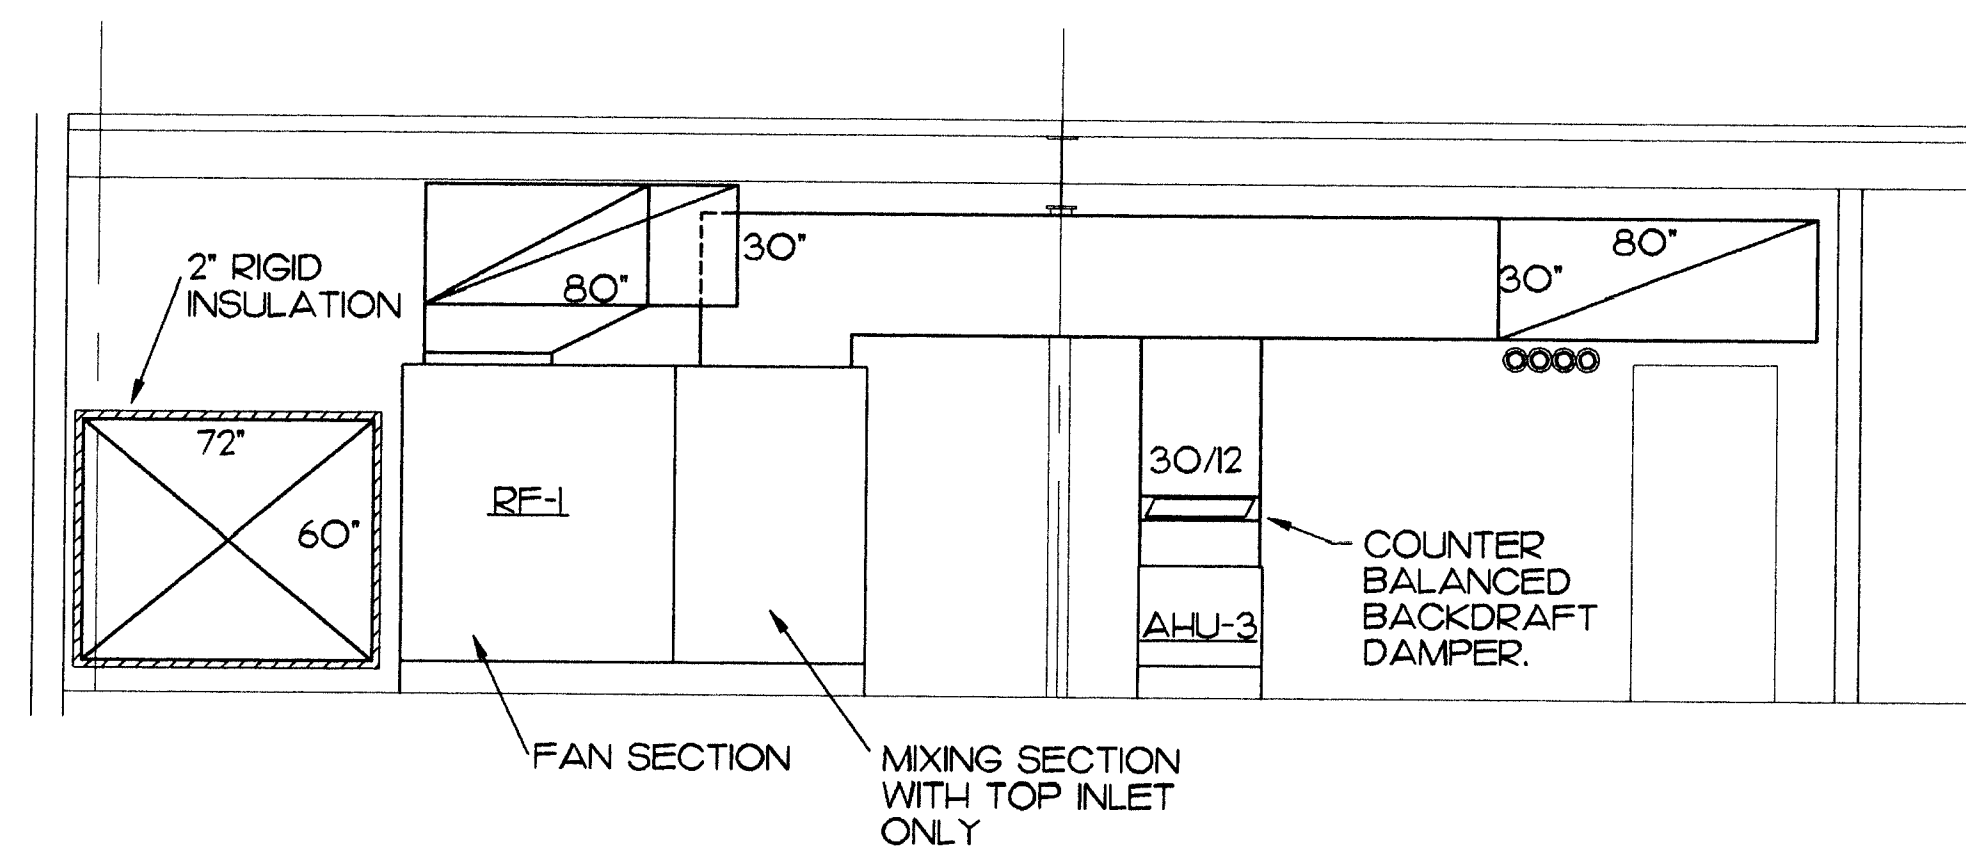 2" RIGID
INSULATION
30"
80"
80"
30"
72"
60"
RF-1
30/12
AHU-3
COUNTER
BALANCED
BACKDRAFT
DAMPER.
FAN SECTION
MIXING SECTION
WITH TOP INLET
ONLY